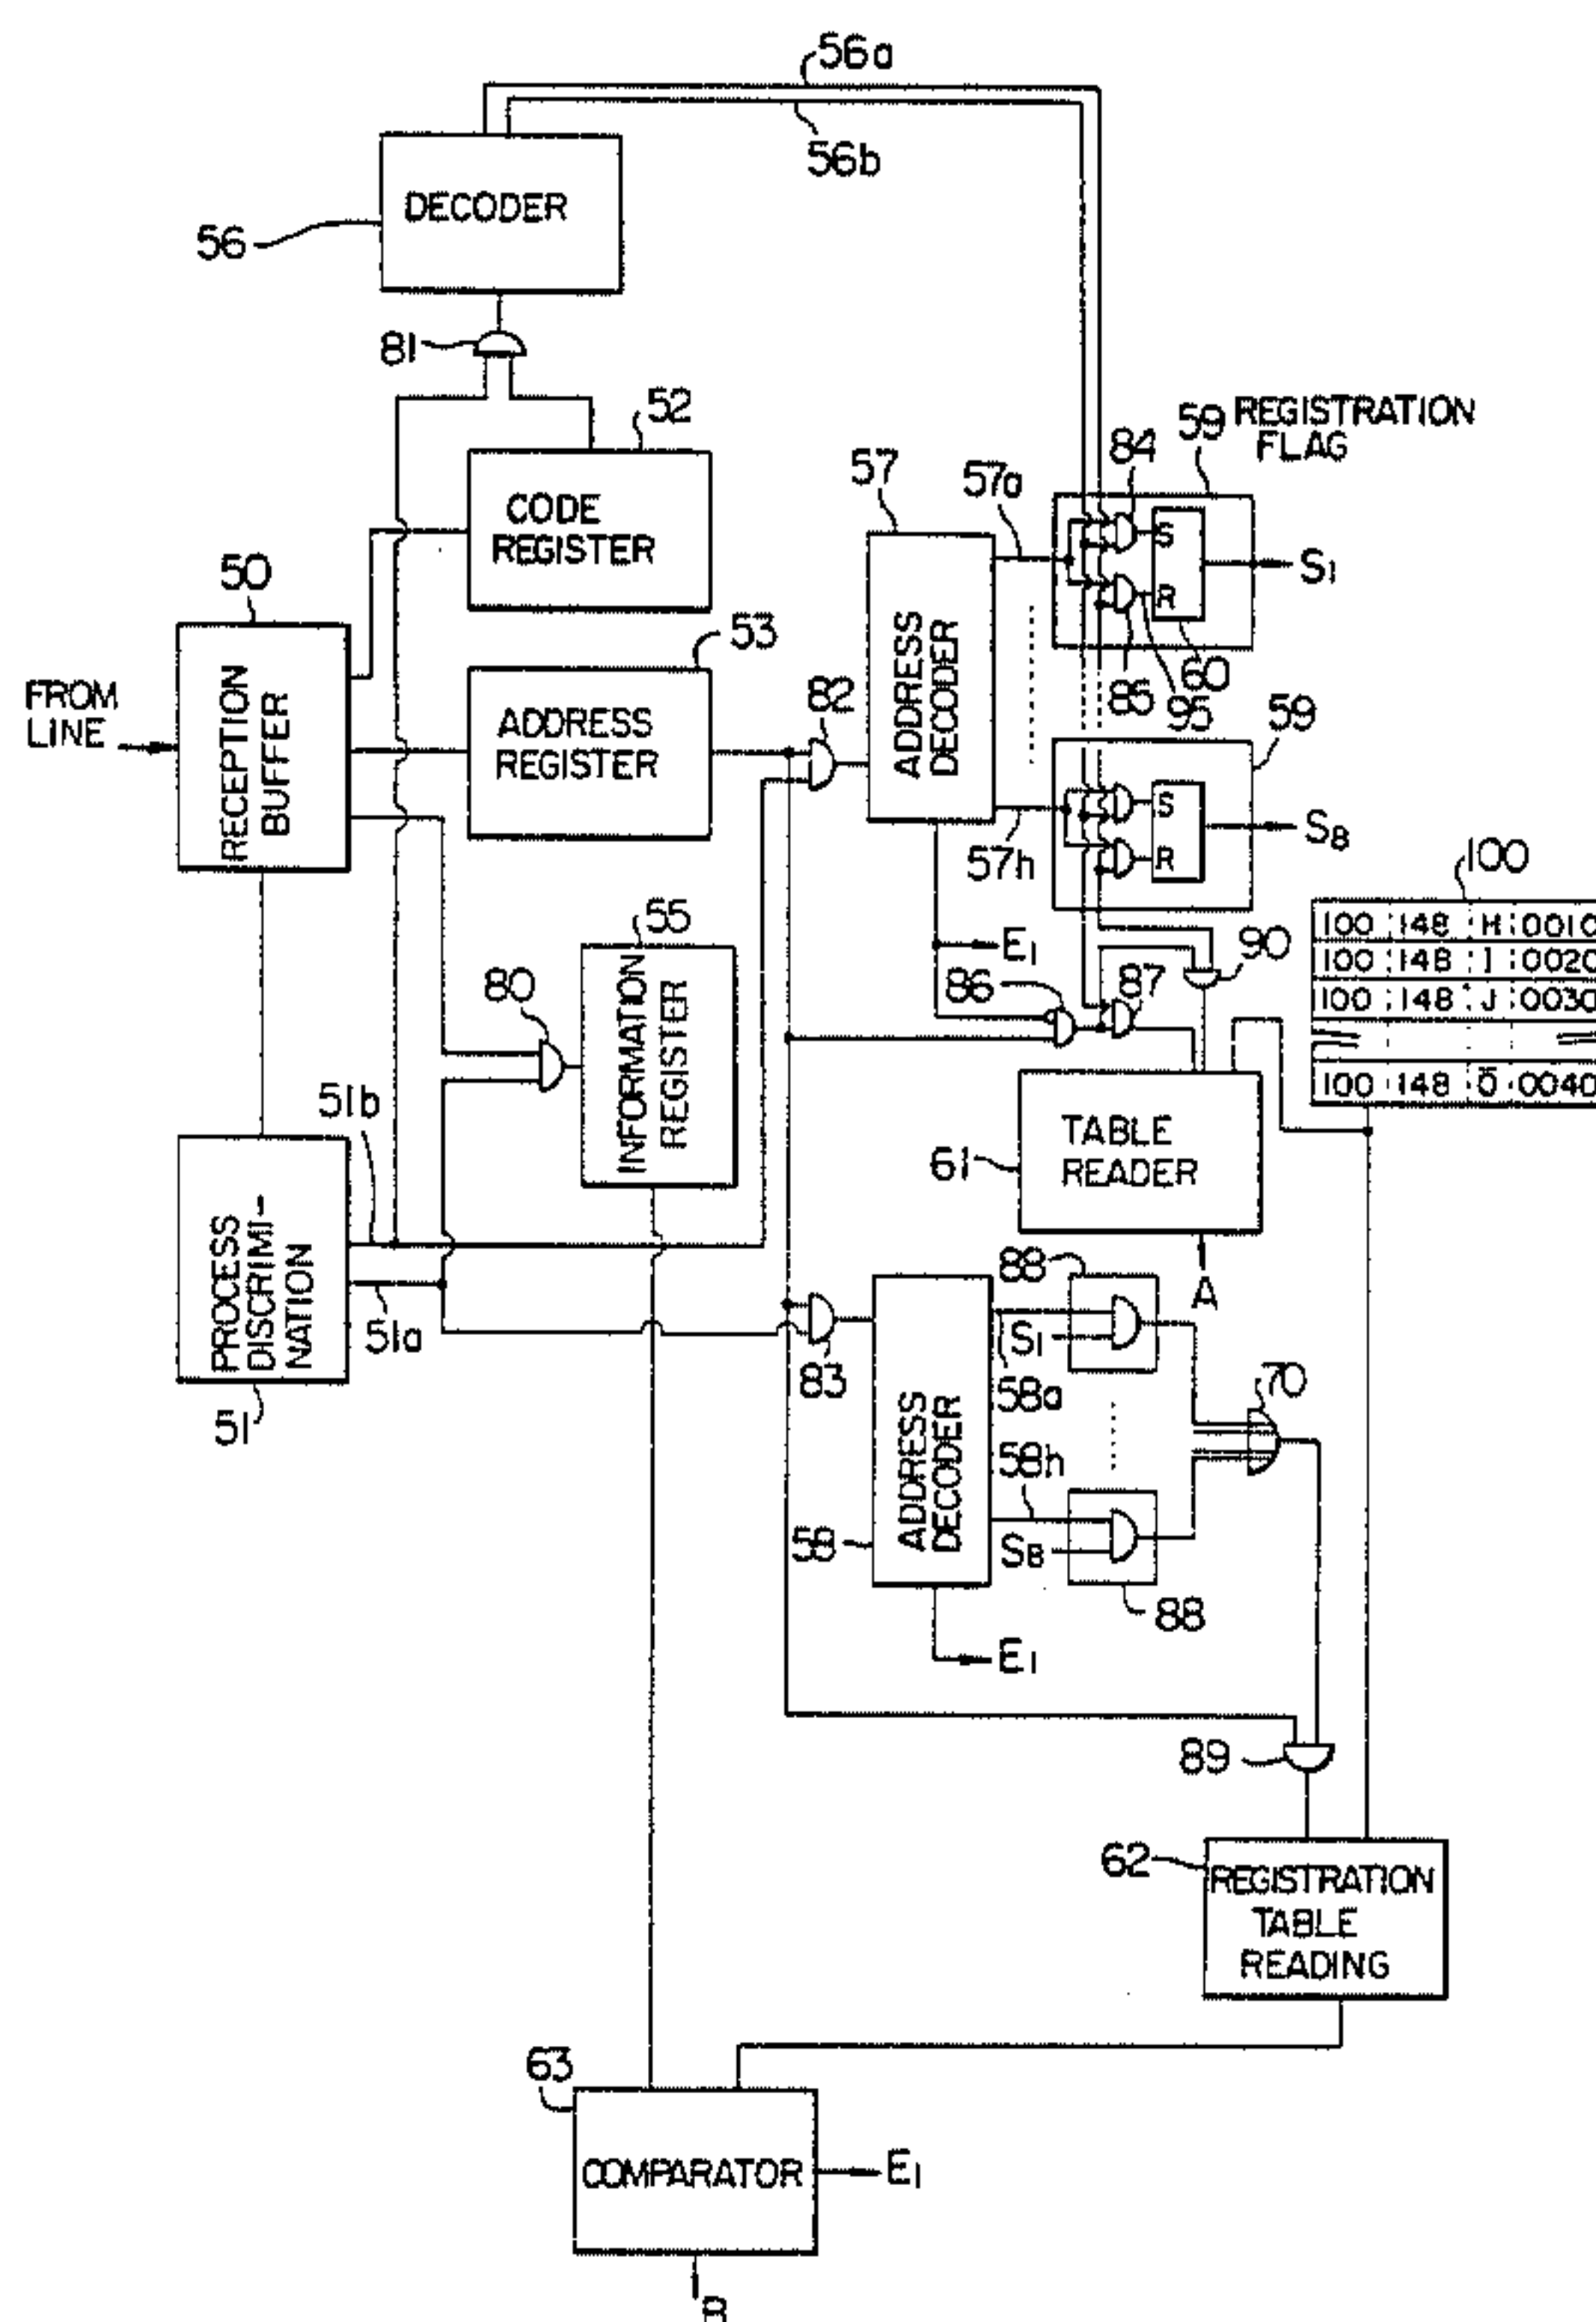 56a
56b
DECODER
56
81
52
CODE
REGISTER
59 REGISTRATION
FLAG
84
57
57a
S
R
S1
85
95
60
50
RECEPTION
BUFFER
FROM
LINE
53
ADDRESS
REGISTER
82
ADDRESS
DECODER
59
S
R
S8
57h
100
100 148 H 0010
100 148 I 0020
100 148 J 0030
100 148 Ō 0040
55
INFORMATION
REGISTER
80
E1
86
87
90
51b
TABLE
READER
61
A
PROCESS
DISCRIMI-
NATION
51a
51
83
88
S1
58a
ADDRESS
DECODER
70
58h
S8
58
88
E1
89
62
REGISTRATION
TABLE
READING
63
COMPARATOR
E1